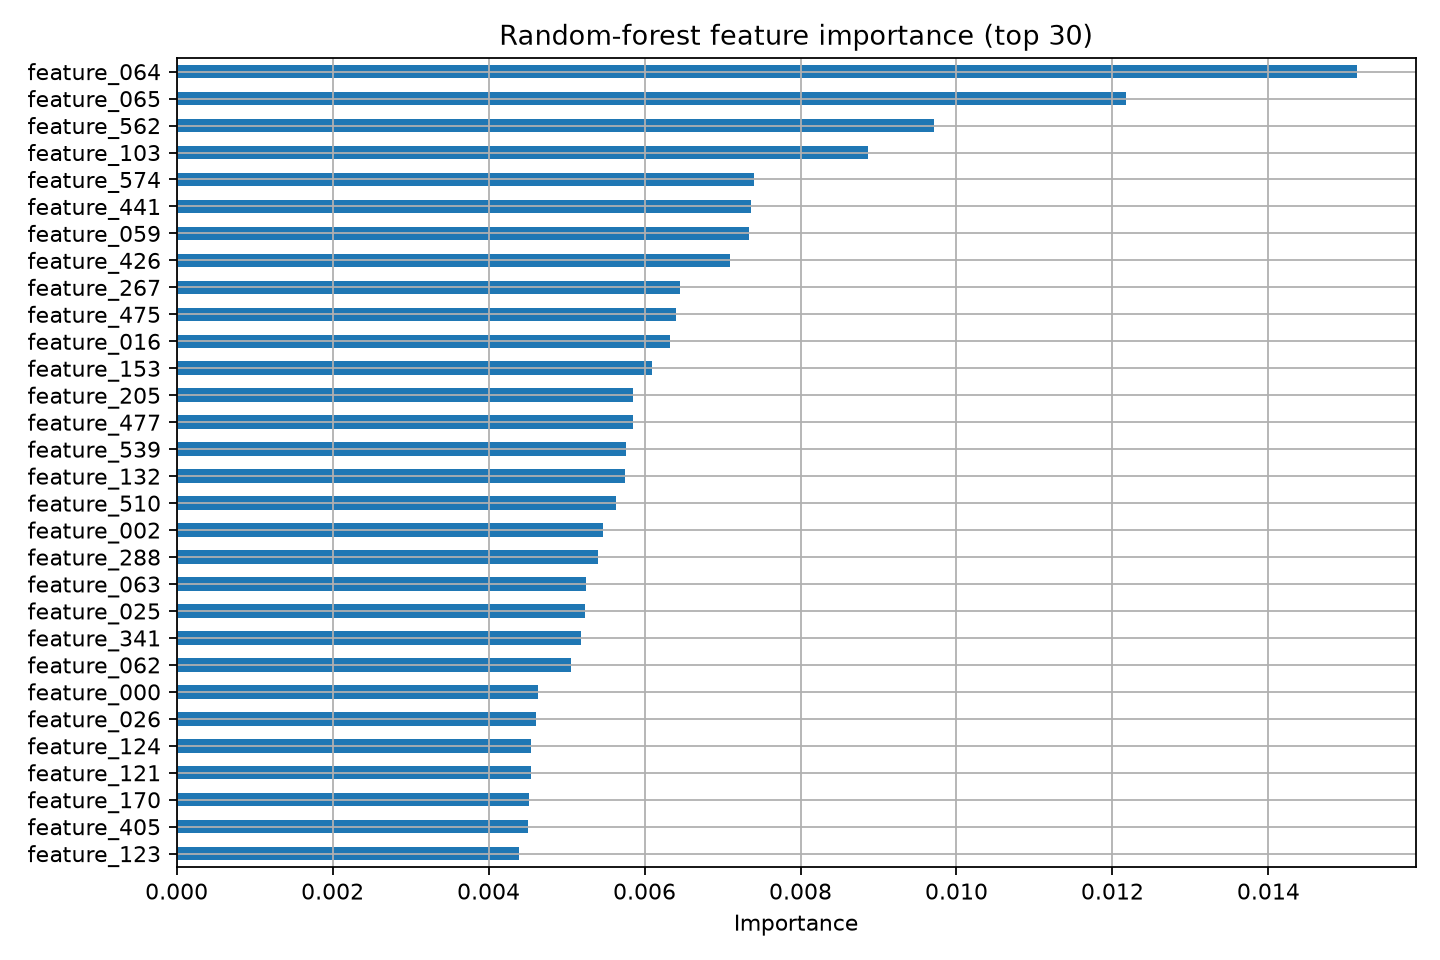 Random-forest feature importance (top 30)
feature_064
feature_065
feature_562
feature_103
feature_574
feature_441
feature_059
feature_426
feature_267
feature_475
feature_016
feature_153
feature_205
feature_477
feature_539
feature_132
feature_510
feature_002
feature_288
feature_063
feature_025
feature_341
feature_062
feature_000
feature_026
feature_124
feature_121
feature_170
feature_405
feature_123
0.000 0.002 0.004 0.006 0.008 0.010 0.012 0.014
Importance